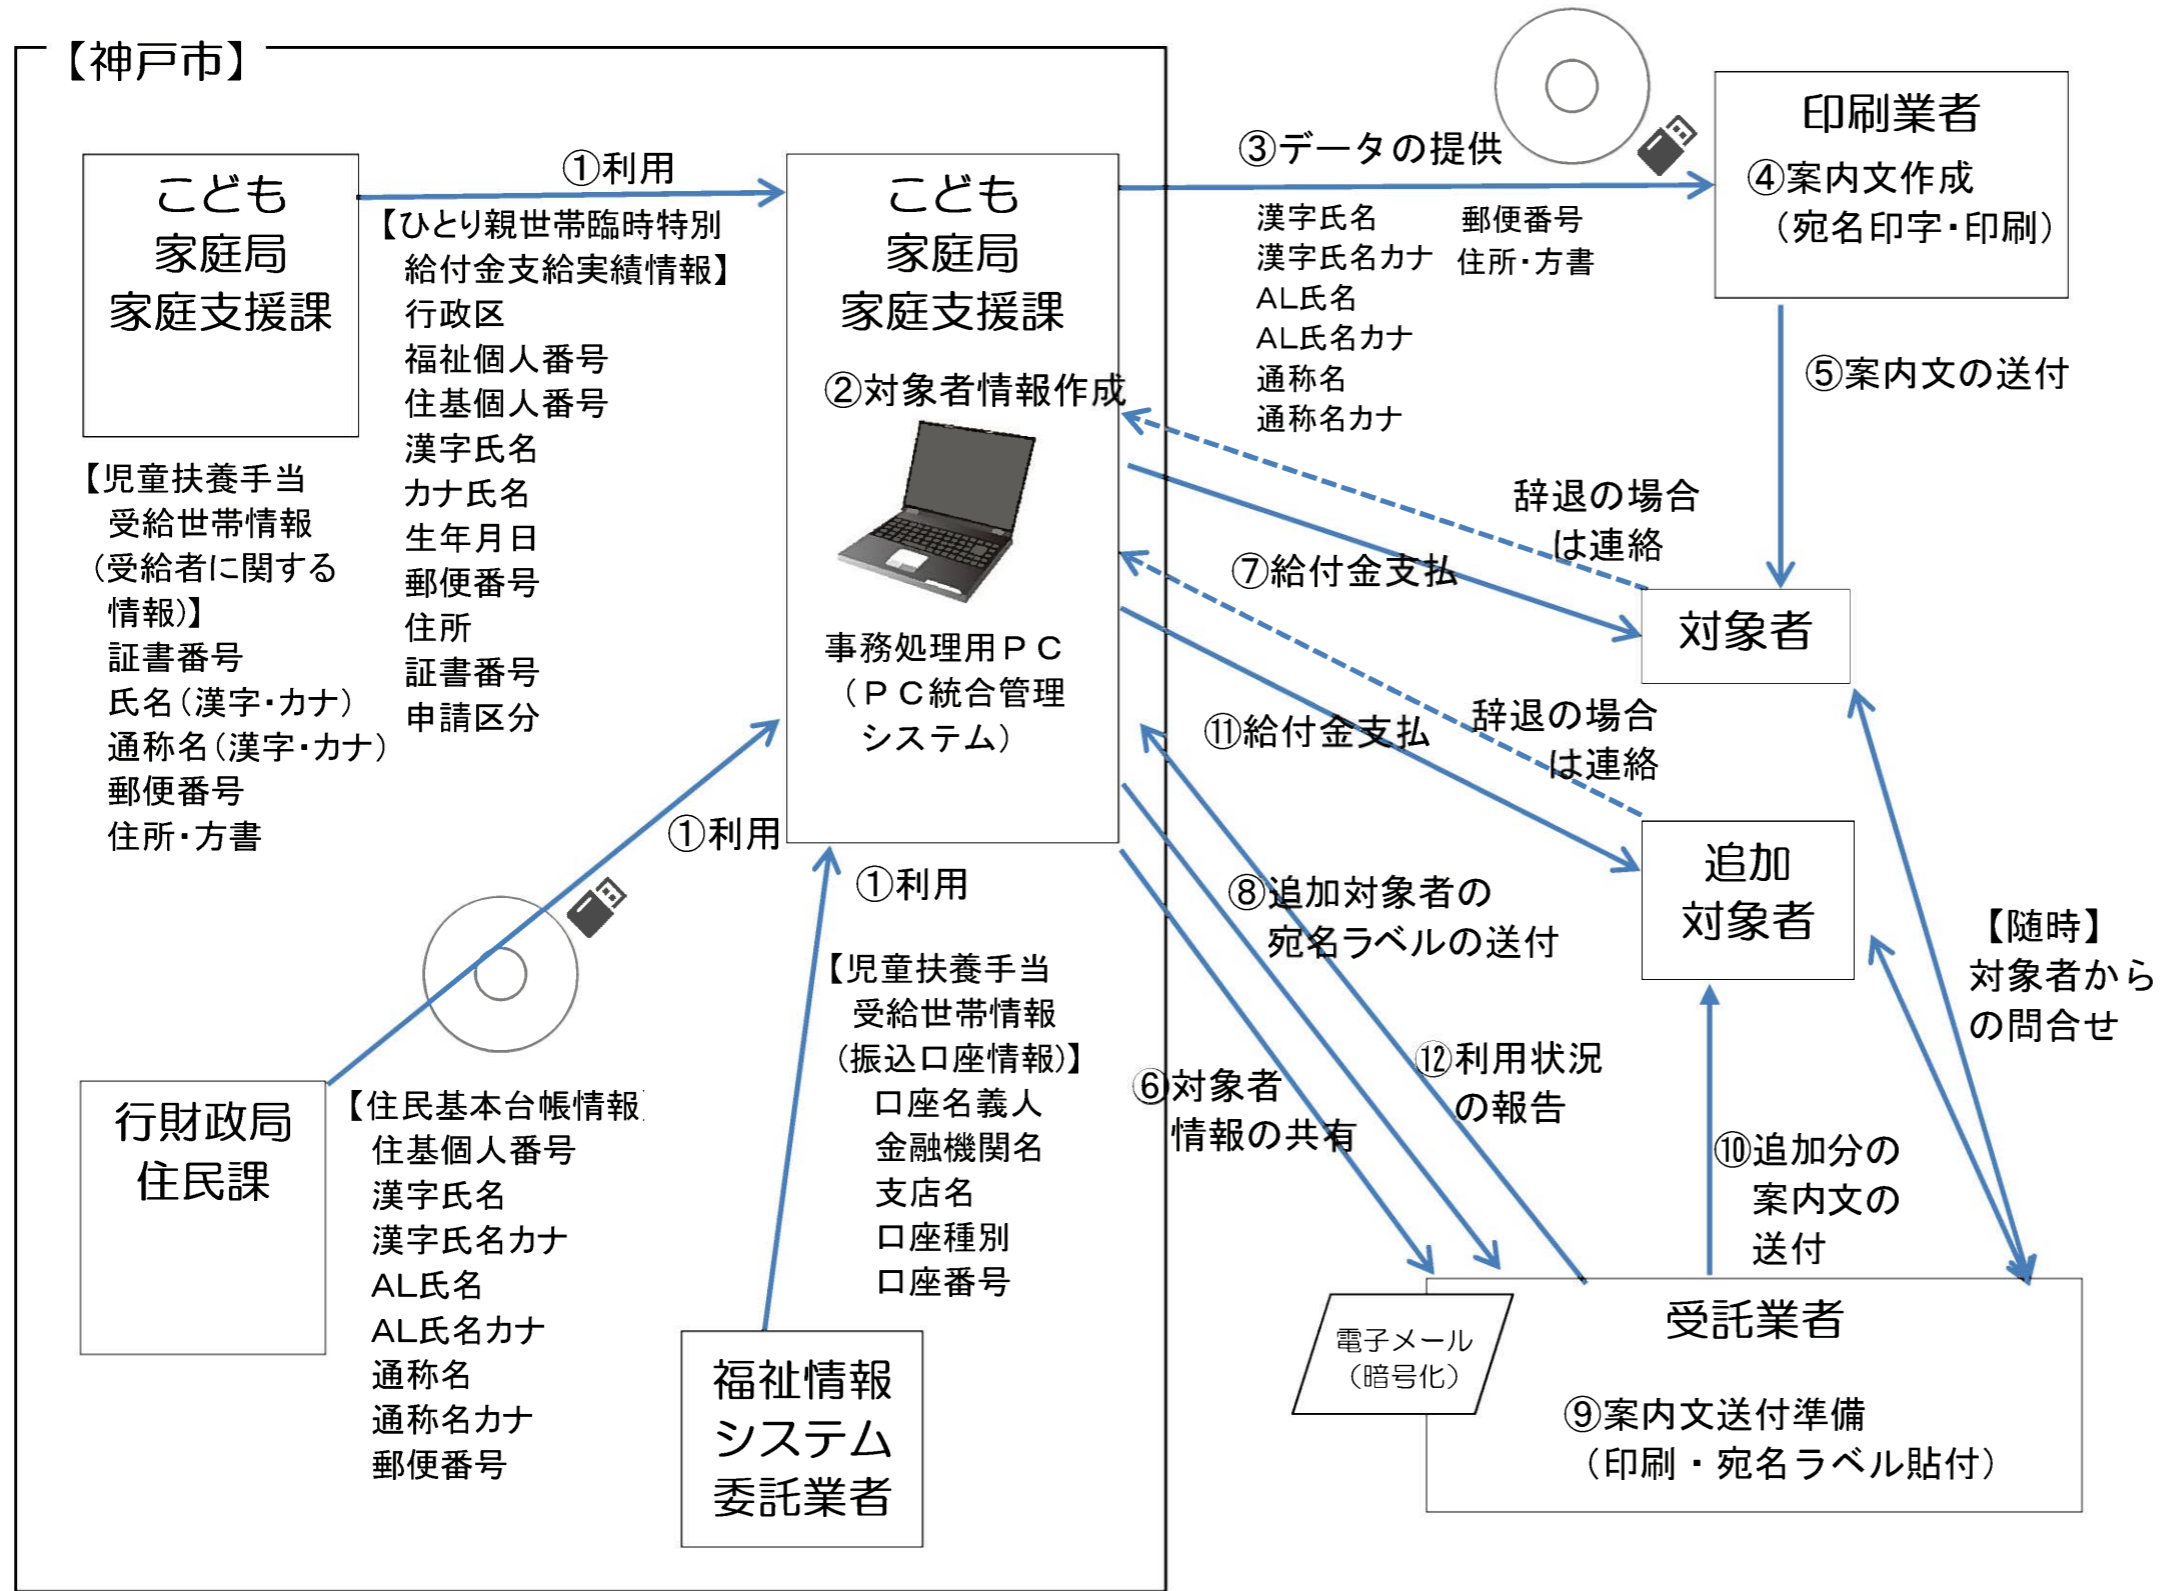 【神戸市】
こども
家庭局
家庭支援課
【児童扶養手当
受給世帯情報
(受給者に関する
情報)】
証書番号
氏名(漢字・カナ)
通称名(漢字・カナ)
郵便番号
住所・方書
①利用
【ひとり親世帯臨時特別
給付金支給実績情報】
行政区
福祉個人番号
住基個人番号
漢字氏名
カナ氏名
生年月日
郵便番号
住所
証書番号
申請区分
こども
家庭局
家庭支援課
②対象者情報作成
事務処理用PC
(PC統合管理
システム)
①利用
行財政局
住民課
【住民基本台帳情報
住基個人番号
漢字氏名
漢字氏名カナ
AL氏名
AL氏名カナ
通称名
通称名カナ
郵便番号
①利用
【児童扶養手当
受給世帯情報
(振込口座情報)】
口座名義人
金融機関名
支店名
口座種別
口座番号
福祉情報
システム
委託業者
③データの提供
漢字氏名
漢字氏名カナ
AL氏名
AL氏名カナ
通称名
通称名カナ
郵便番号
住所・方書
印刷業者
④案内文作成
(宛名印字・印刷)
⑤案内文の送付
辞退の場合
は連絡
⑦給付金支払
対象者
辞退の場合
は連絡
⑪給付金支払
追加
対象者
⑧追加対象者の
宛名ラベルの送付
【随時】
対象者から
の問合せ
⑥対象者
情報の共有
⑫利用状況
の報告
⑩追加分の
案内文の
送付
電子メール
(暗号化)
受託業者
⑨案内文送付準備
(印刷・宛名ラベル貼付)